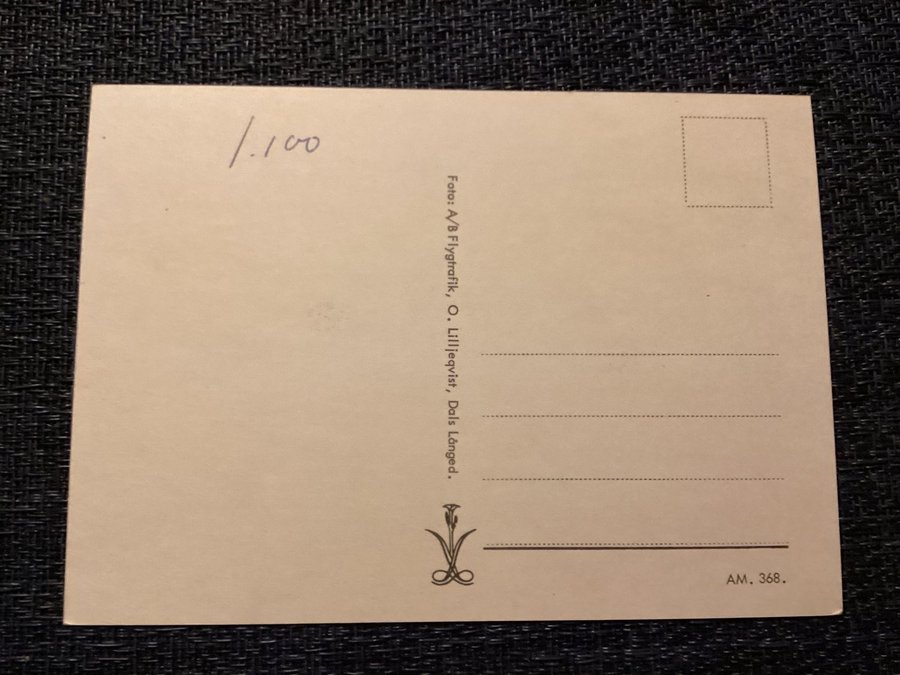 1.100
Foto: A/B Flygtrafik, O. Lilljeqvist, Dals Långed.
AM. 368.